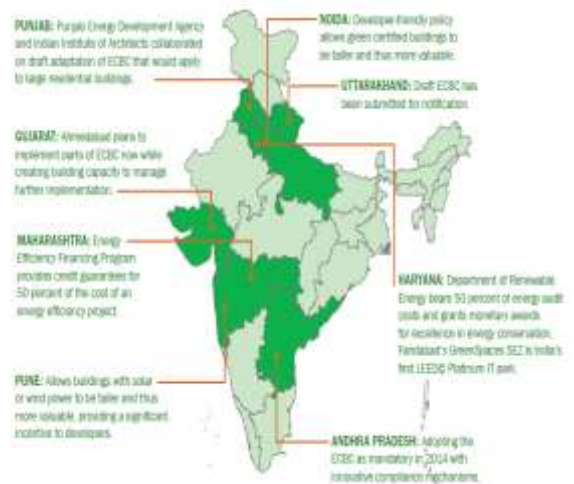 PUNJAB: Punjab Energy Development Agency
and Indian Institute of Architects collaborated
on draft adaptation of ECBC that would apply
to large residential buildings.
NOIDA: Developer-friendly policy
allows green certified buildings to
be taller and thus more valuable.
UTTARAKHAND: Draft ECBC has
been submitted for notification.
GUJARAT: Ahmedabad plans to
implement parts of ECBC now while
creating building capacity to manage
further implementation.
MAHARASHTRA: Energy
Efficiency Financing Program
provides credit guarantees for
50 percent of the cost of an
energy efficiency project
HARYANA: Department of Renewable
Energy bears 50 percent of energy audit
costs and grants monetary awards
for excellence in energy conservation.
Faridabad's GreenSpaces SEZ is India's
first LEED© Platinum IT park.
PUNE: Allows buildings with solar
or wind power to be taller and thus
more valuable, providing a significant
incentive to developers.
ANDHRA PRADESH: Adopting the
ECBC as mandatory in 2014 with
innovative compliance mechanisms.